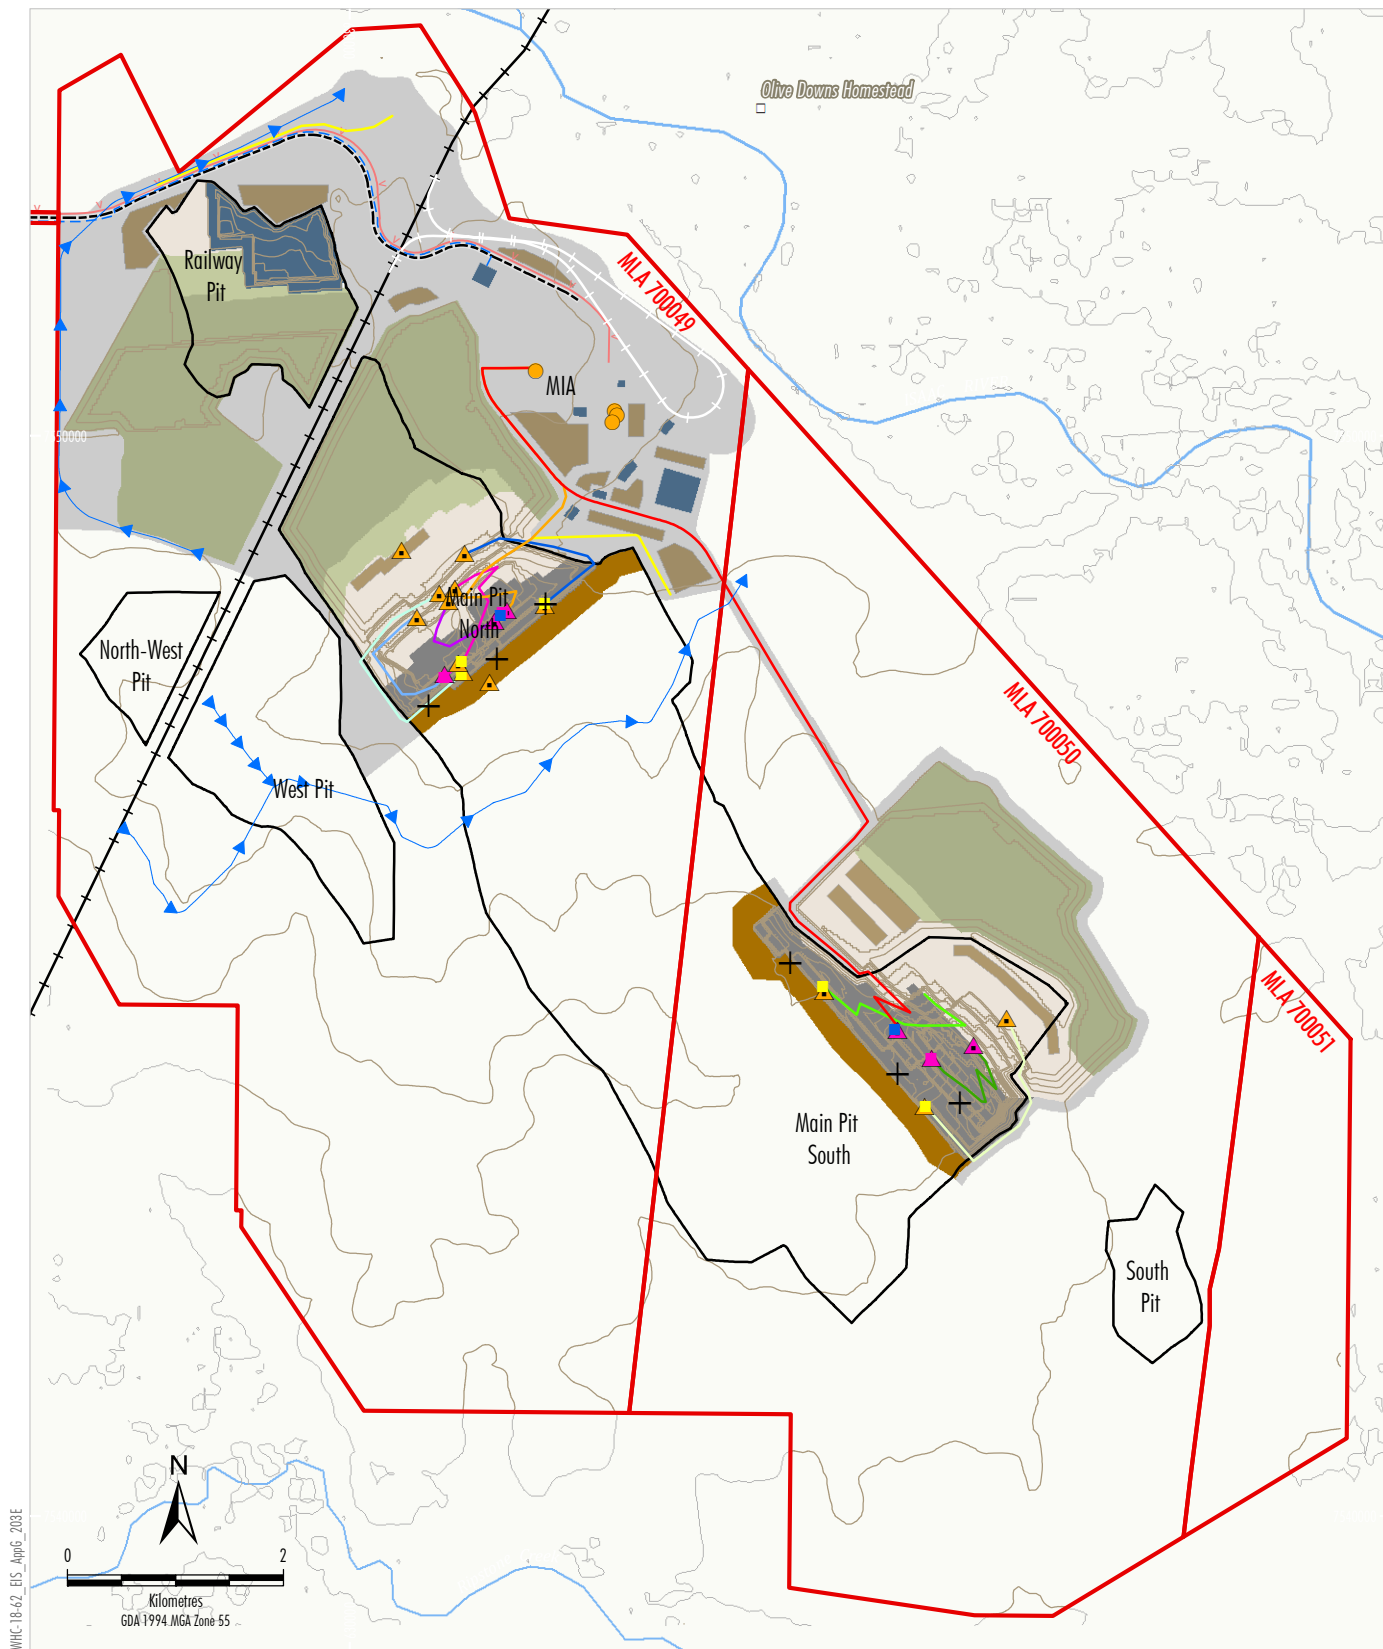 Olive Downs Homestead
MLA 700049
Railway
Pit
MIA
50000
Main Pit
North
North-West
Pit
West Pit
MLA 700050
MLA 700051
Main Pit
South
South
Pit
N
0 2
Kilometres
GDA 1994 MGA Zone 55
WHC-18-62_EIS_AppG_203E